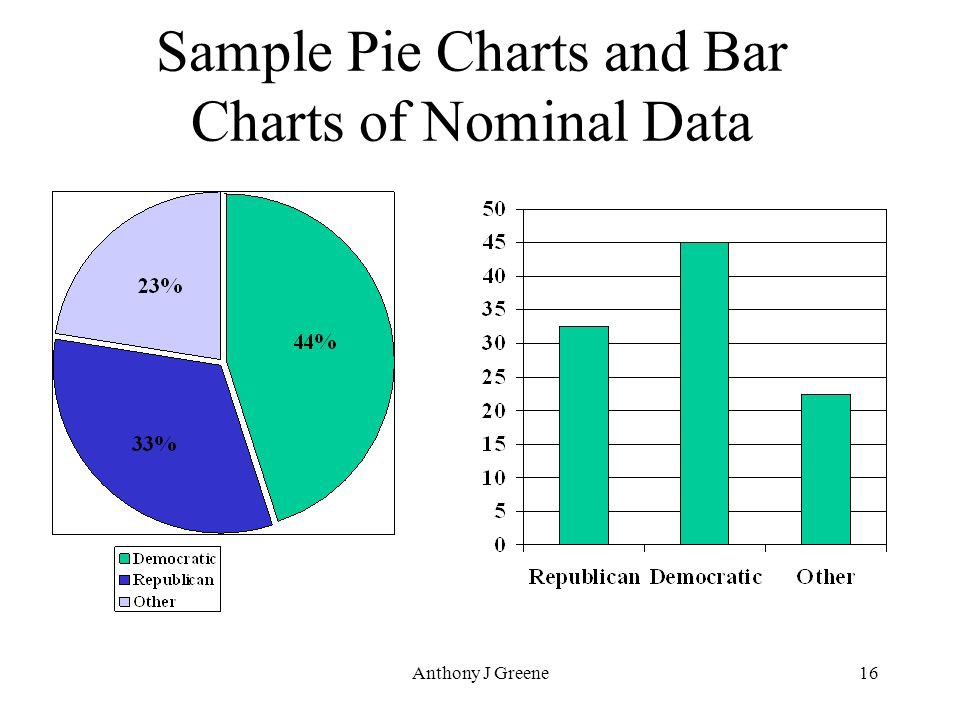 Sample Pie Charts and Bar
Charts of Nominal Data
23%
44%
33%
Democratic
Republican
Other
50
45
40
35
30
25
20
15
10
5
0
Republican Democratic Other
Anthony J Greene
16